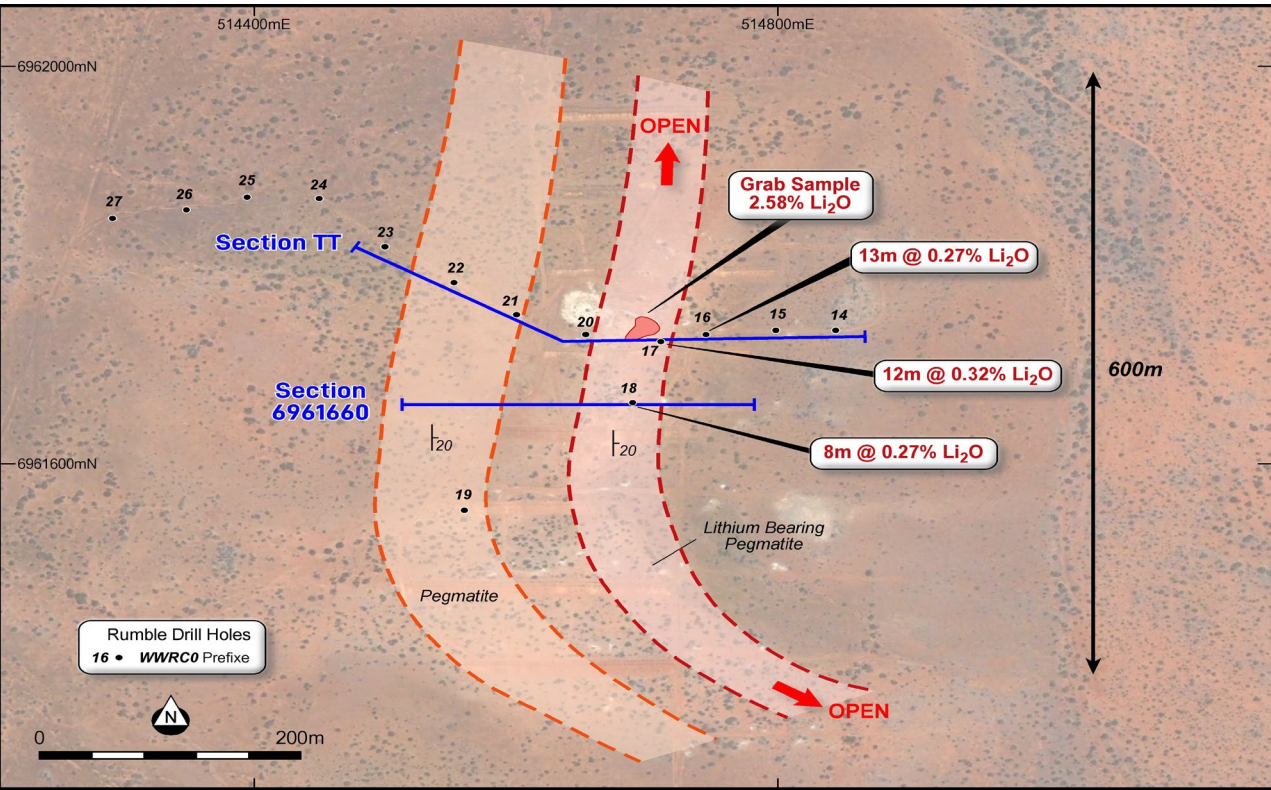 514400mE
514800mE
6962000mN
OPEN
Grab Sample
2.58% Li₂O
27
26
25
24
23
Section TT
13m @ 0.27% Li₂O
22
21
20
16
15
14
17
12m @ 0.32% Li₂O
600m
Section
6961660
18
20
20
8m @ 0.27% Li₂O
6961600mN
19
Lithium Bearing
Pegmatite
Pegmatite
Rumble Drill Holes
16 • WWRC0 Prefixe
N
OPEN
0
200m